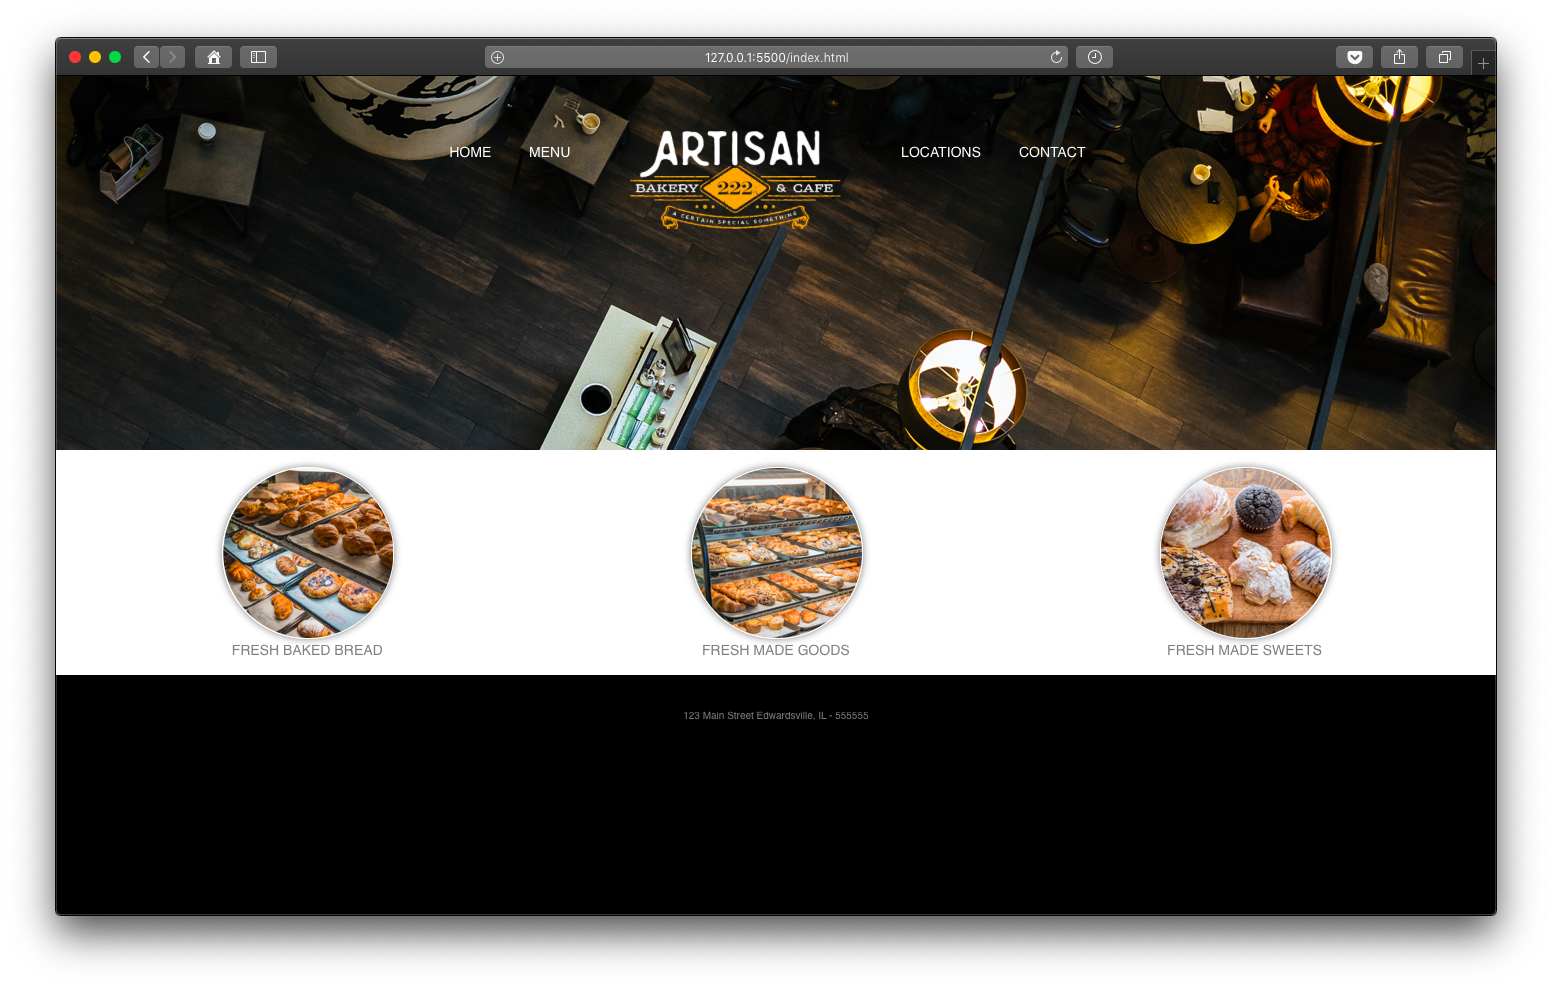 127.0.0.1:5500/index.html
HOME MENU LOCATIONS CONTACT
ARTISAN
BAKERY 222 & CAFE
A CERTAIN SPECIAL SOMETHING
FRESH BAKED BREAD
FRESH MADE GOODS
FRESH MADE SWEETS
123 Main Street Edwardsville, IL - 555555